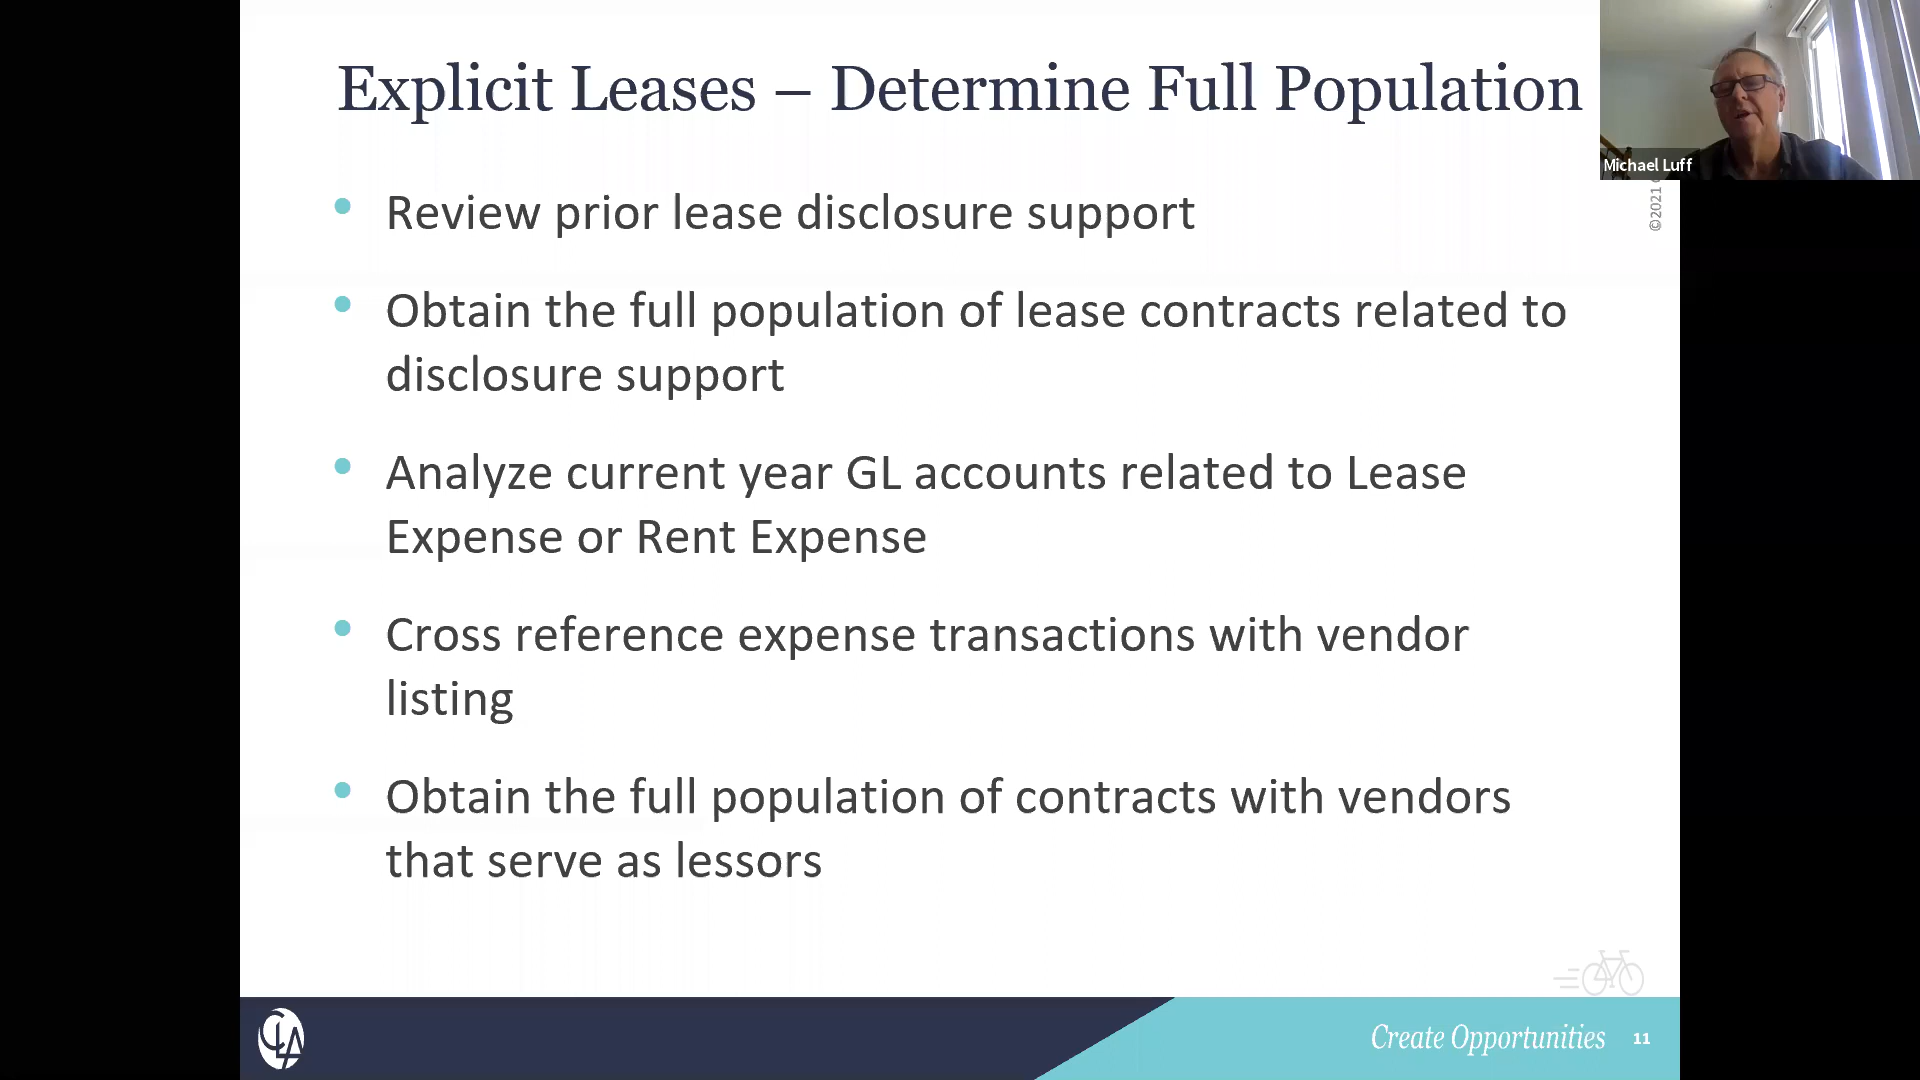 Explicit Leases – Determine Full Population
Michael Luff
©2021
• Review prior lease disclosure support
• Obtain the full population of lease contracts related to
disclosure support
• Analyze current year GL accounts related to Lease
Expense or Rent Expense
• Cross reference expense transactions with vendor
listing
• Obtain the full population of contracts with vendors
that serve as lessors
CLA
Create Opportunities
11